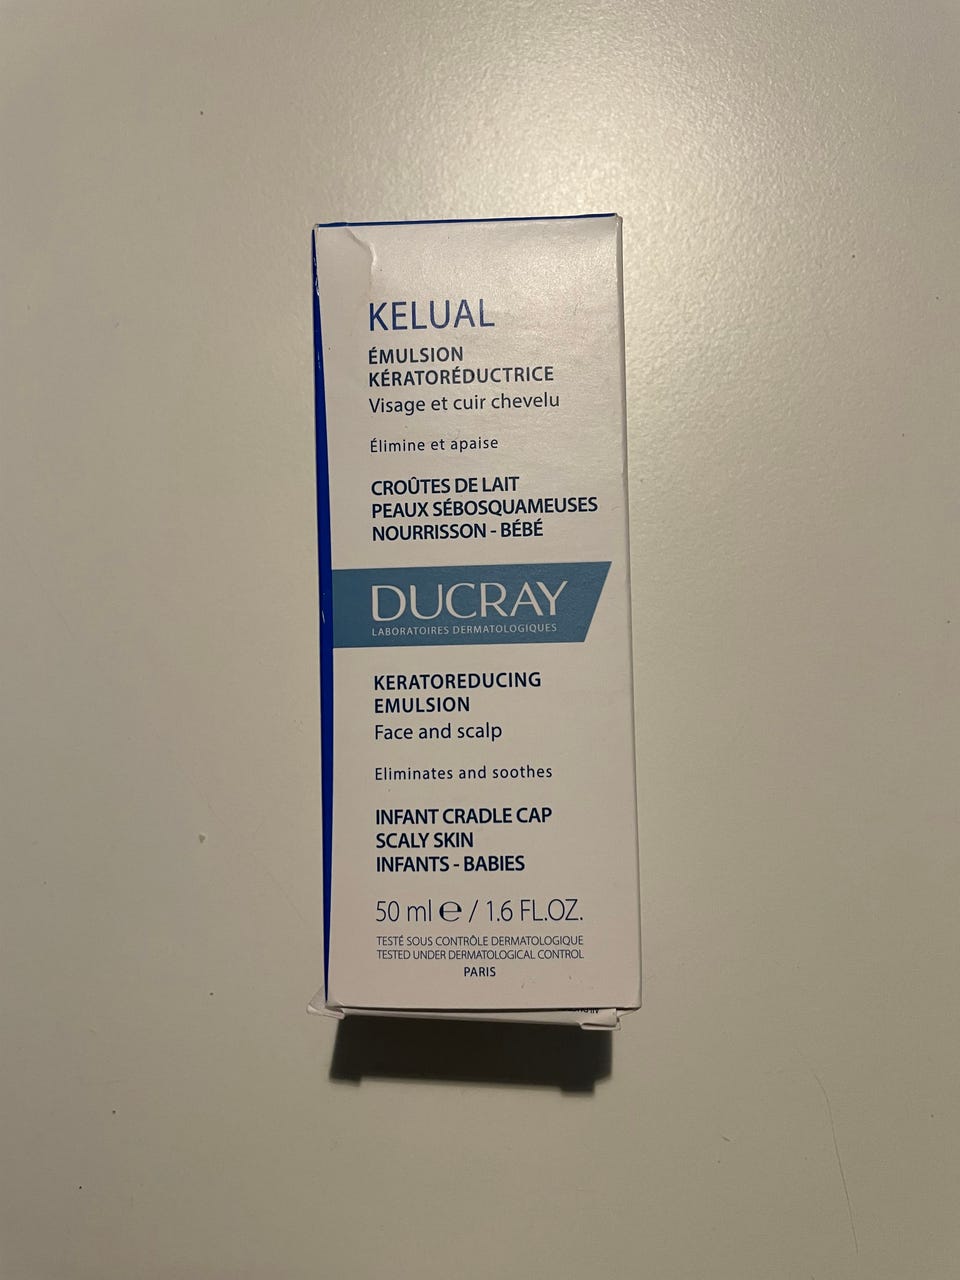 KELUAL
ÉMULSION
KÉRATORÉDUCTRICE
Visage et cuir chevelu
Élimine et apaise
CROÛTES DE LAIT
PEAUX SÉBOSQUAMEUSES
NOURRISSON - BÉBÉ
DUCRAY
LABORATOIRES DERMATOLOGIQUES
KERATOREDUCING
EMULSION
Face and scalp
Eliminates and soothes
INFANT CRADLE CAP
SCALY SKIN
INFANTS - BABIES
50 ml ℮ / 1.6 FL.OZ.
TESTÉ SOUS CONTRÔLE DERMATOLOGIQUE
TESTED UNDER DERMATOLOGICAL CONTROL
PARIS